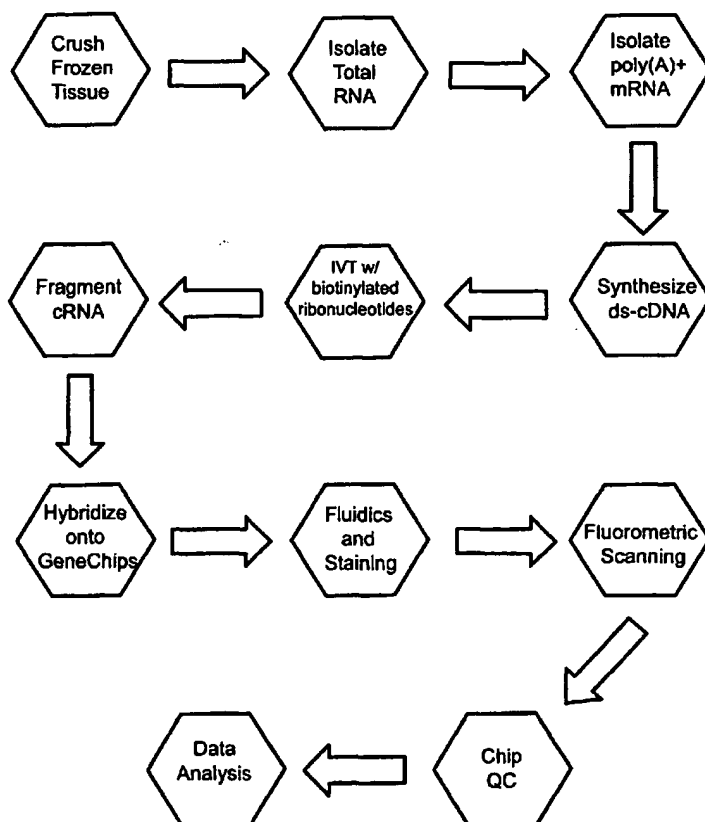 Crush
Frozen
Tissue
Isolate
Total
RNA
Isolate
poly(A)+
mRNA
Synthesize
ds-cDNA
IVT w/
biotinylated
ribonucleotides
Fragment
cRNA
Hybridize
onto
GeneChips
Fluidics
and
Staining
Fluorometric
Scanning
Chip
QC
Data
Analysis